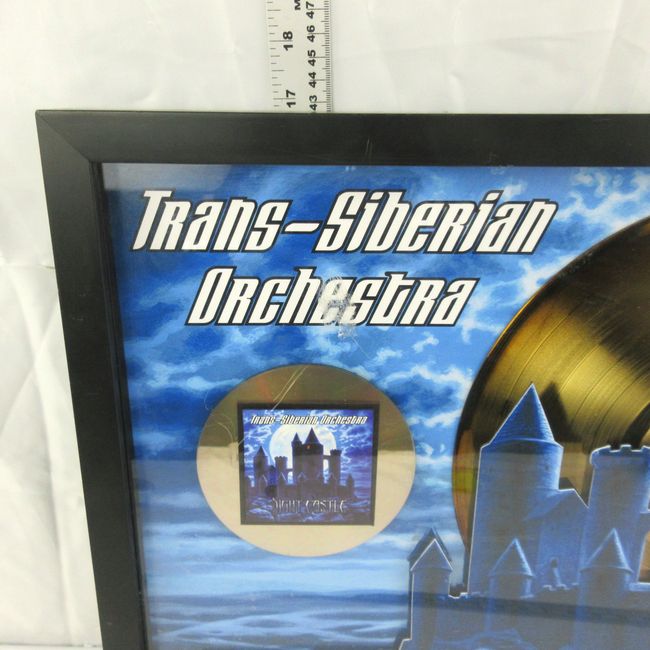 18
47
46
45
44
17
43
Trans-Siberian
Orchestra
Trans-Siberian Orchestra
Night Castle